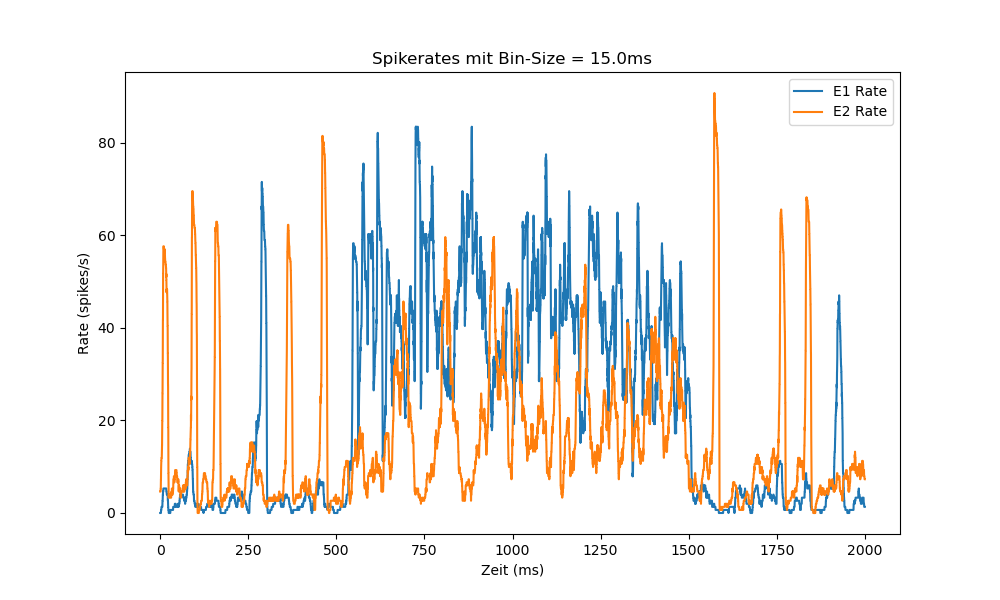 Spikerates mit Bin-Size = 15.0ms
E1 Rate
E2 Rate
80
60
40
20
0
Rate (spikes/s)
0 250 500 750 1000 1250 1500 1750 2000
Zeit (ms)